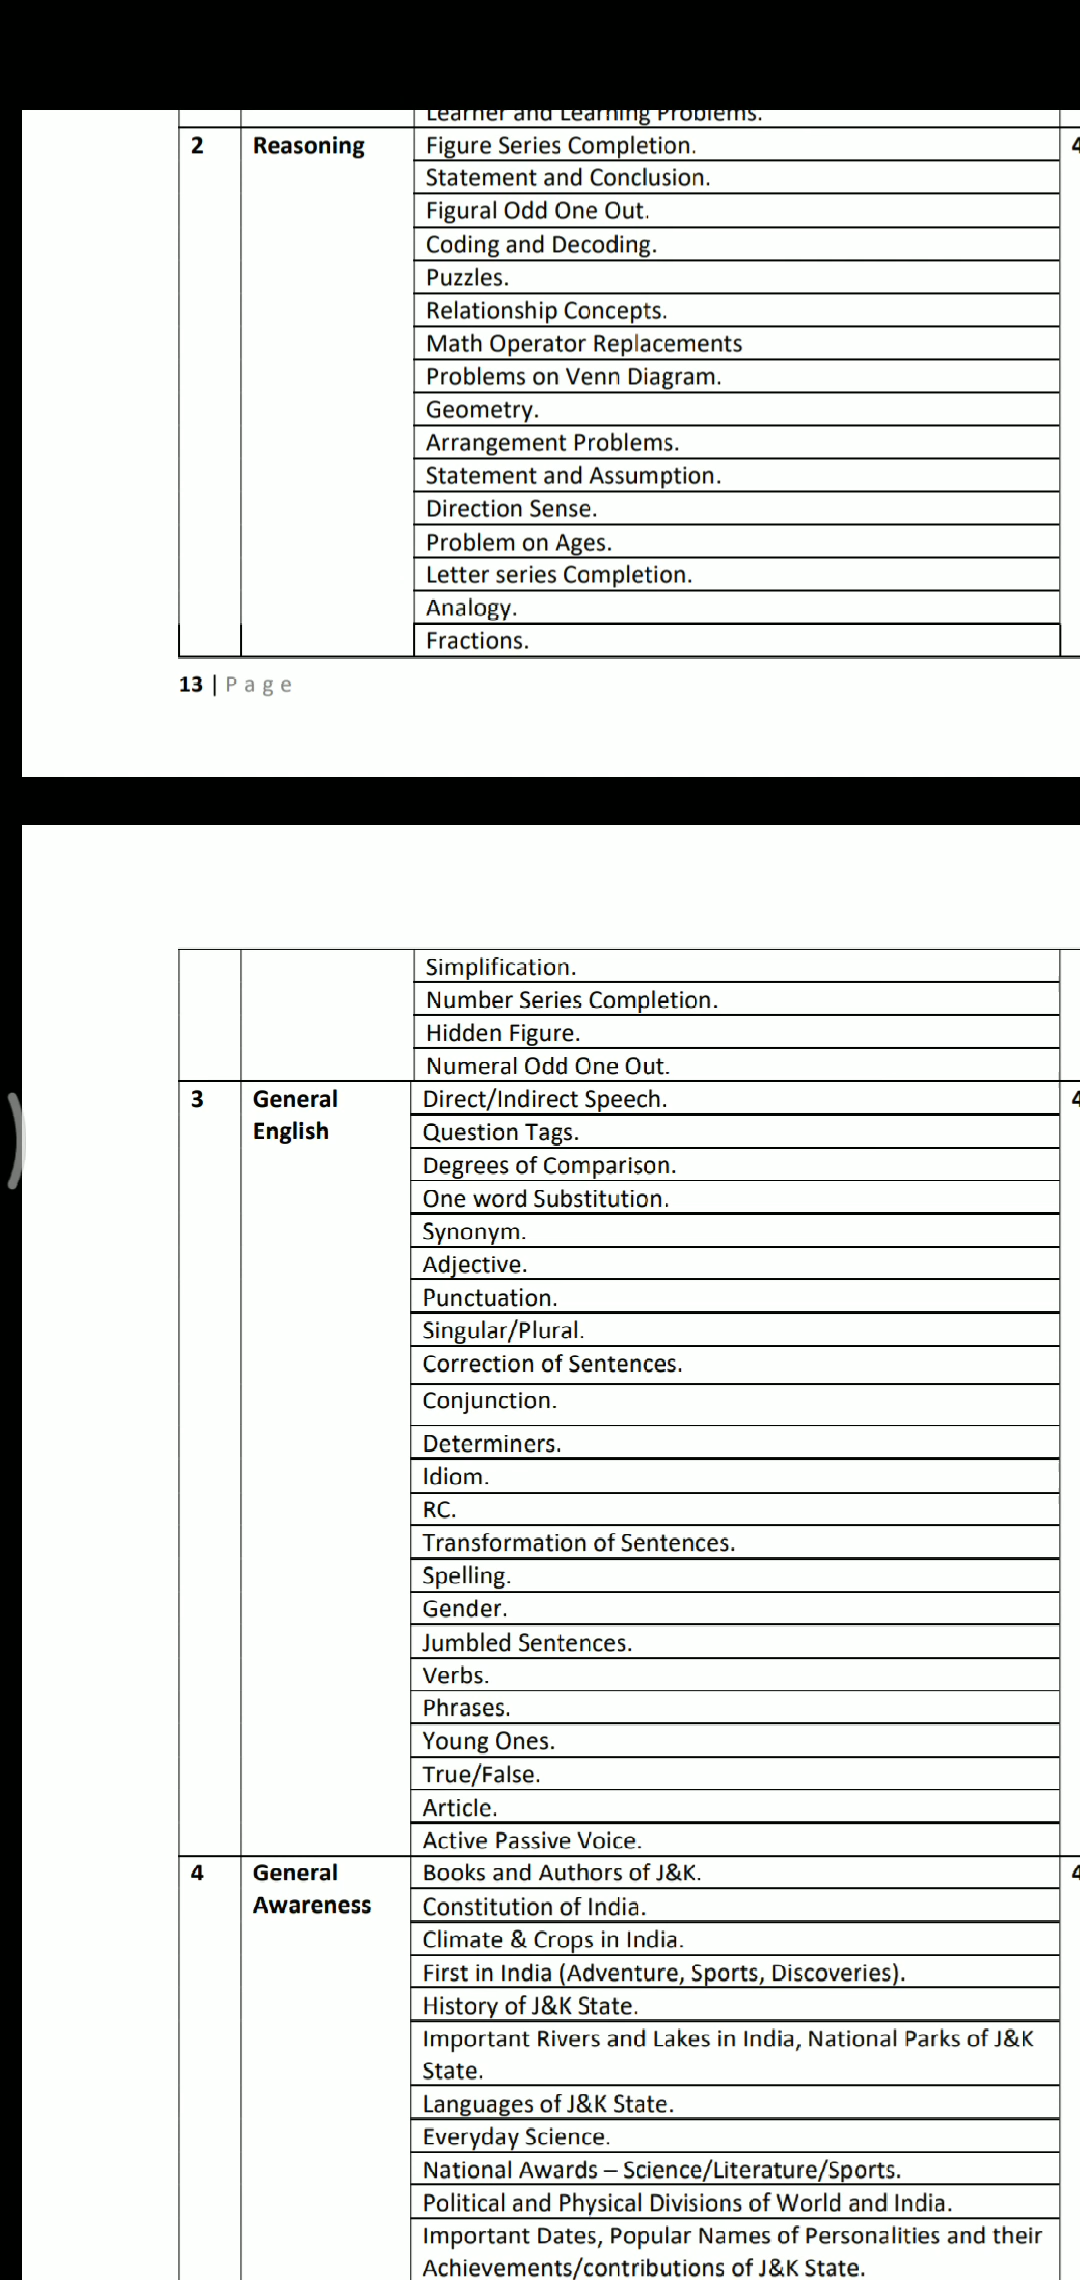 Learner and Learning Problems.
2 Reasoning Figure Series Completion. 4
Statement and Conclusion.
Figural Odd One Out.
Coding and Decoding.
Puzzles.
Relationship Concepts.
Math Operator Replacements
Problems on Venn Diagram.
Geometry.
Arrangement Problems.
Statement and Assumption.
Direction Sense.
Problem on Ages.
Letter series Completion.
Analogy.
Fractions.
13 | Page
Simplification.
Number Series Completion.
Hidden Figure.
Numeral Odd One Out.
3 General Direct/Indirect Speech. 4
English Question Tags.
Degrees of Comparison.
One word Substitution.
Synonym.
Adjective.
Punctuation.
Singular/Plural.
Correction of Sentences.
Conjunction.
Determiners.
Idiom.
RC.
Transformation of Sentences.
Spelling.
Gender.
Jumbled Sentences.
Verbs.
Phrases.
Young Ones.
True/False.
Article.
Active Passive Voice.
4 General Books and Authors of J&K. 4
Awareness Constitution of India.
Climate & Crops in India.
First in India (Adventure, Sports, Discoveries).
History of J&K State.
Important Rivers and Lakes in India, National Parks of J&K
State.
Languages of J&K State.
Everyday Science.
National Awards – Science/Literature/Sports.
Political and Physical Divisions of World and India.
Important Dates, Popular Names of Personalities and their
Achievements/contributions of J&K State.